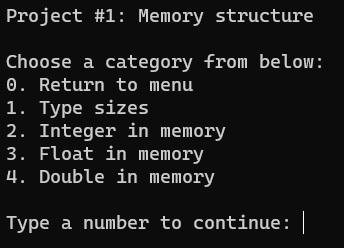 Project #1: Memory structure
Choose a category from below:
0. Return to menu
1. Type sizes
2. Integer in memory
3. Float in memory
4. Double in memory
Type a number to continue: